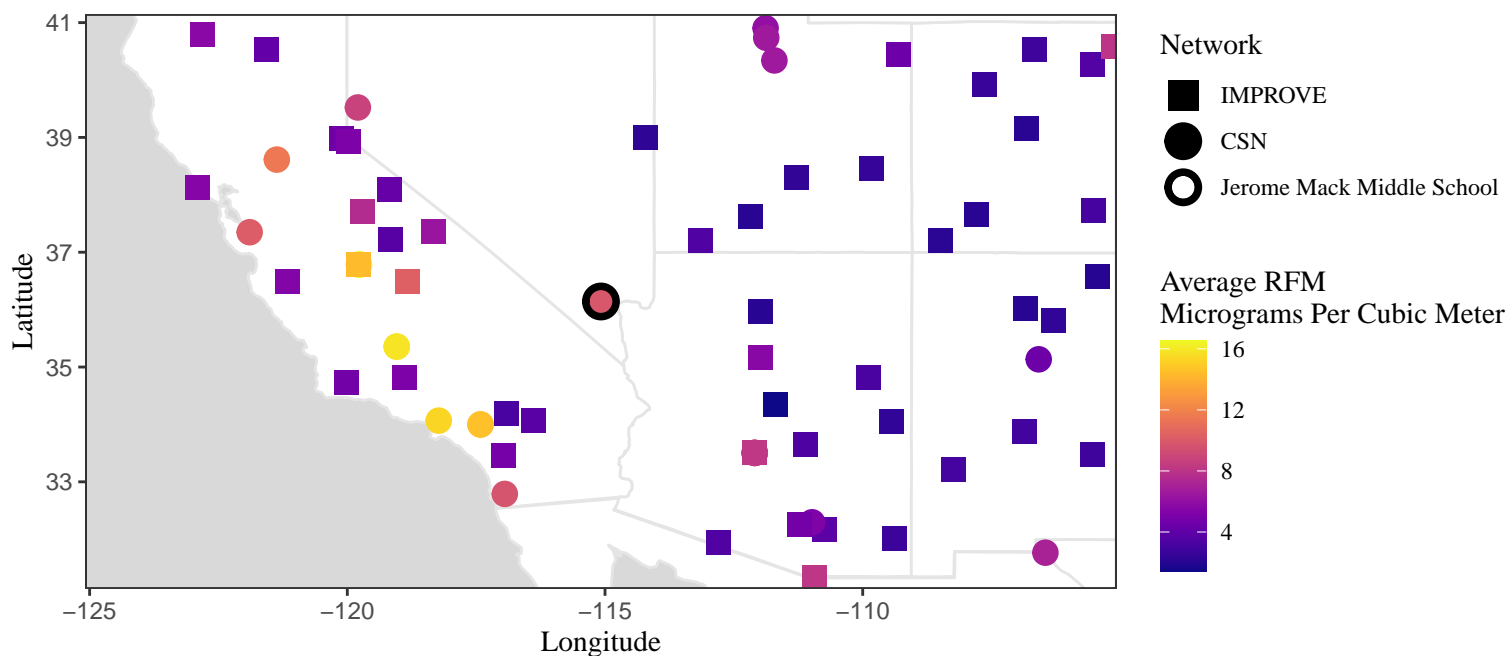 41
39
37
35
33
Latitude
−125
−120
−115
−110
Longitude
Network
IMPROVE
CSN
Jerome Mack Middle School
Average RFM
Micrograms Per Cubic Meter
16
12
8
4